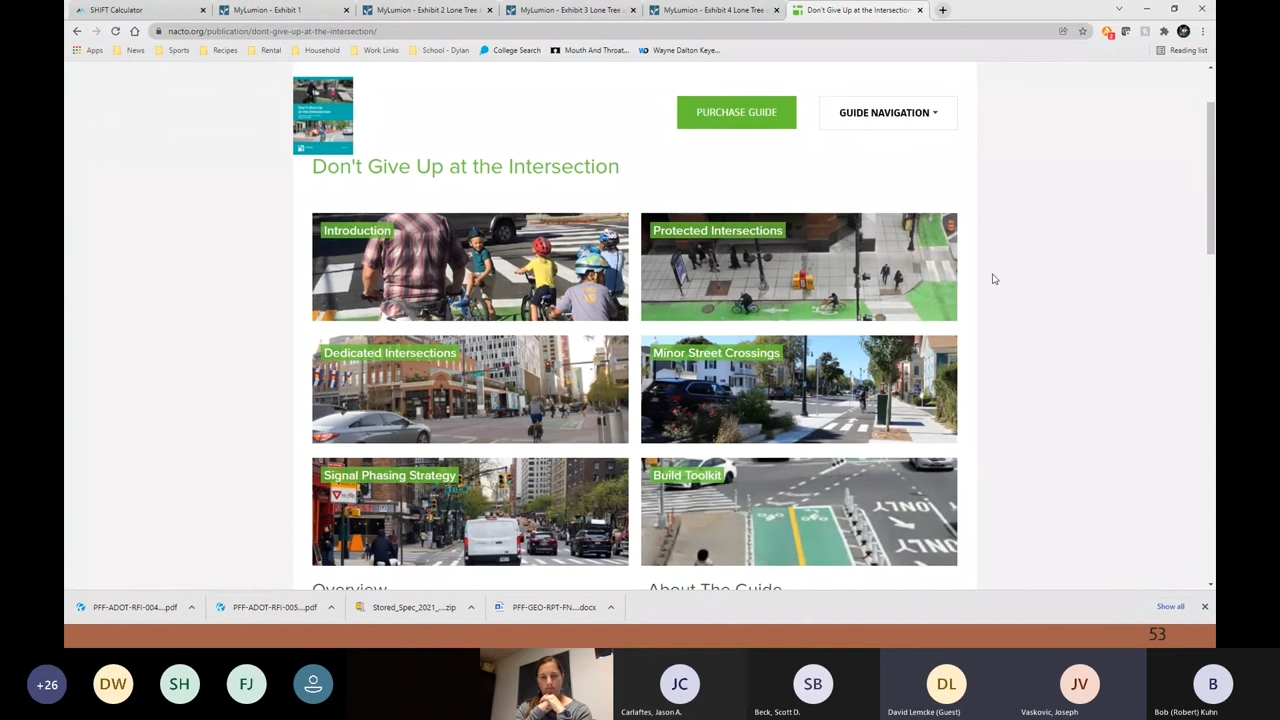 SHIFT Calculator
MyLumion - Exhibit 1
MyLumion - Exhibit 2 Lone Tree
MyLumion - Exhibit 3 Lone Tree
MyLumion - Exhibit 4 Lone Tree
Don't Give Up at the Intersection
nacto.org/publication/dont-give-up-at-the-intersection/
2
Apps
News
Sports
Recipes
Rental
Household
Work Links
School - Dylan
College Search
Mouth And Throat...
Wayne Dalton Keye...
Reading list
PURCHASE GUIDE
GUIDE NAVIGATION
Don't Give Up at the Intersection
Introduction
Protected Intersections
Dedicated Intersections
Minor Street Crossings
Signal Phasing Strategy
Build Toolkit
ONLY
ONLY
Overview
About The Guide
PFF-ADOT-RFI-004....pdf
PFF-ADOT-RFI-005....pdf
Stored_Spec_2021_....zip
PFF-GEO-RPT-FN....docx
Show all
53
+26
DW
SH
FJ
JC
SB
DL
JV
B
Carlaftes, Jason A.
Beck, Scott D.
David Lemcke (Guest)
Vaskovic, Joseph
Bob (Robert) Kuhn